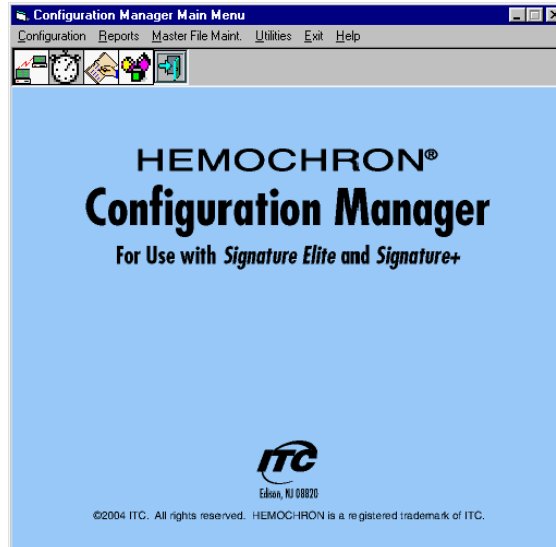 Configuration Manager Main Menu
Configuration Reports Master File Maint. Utilities Exit Help
HEMOCHRON®
Configuration Manager
For Use with Signature Elite and Signature+
ITC
Edison, NJ 08820
©2004 ITC. All rights reserved. HEMOCHRON is a registered trademark of ITC.